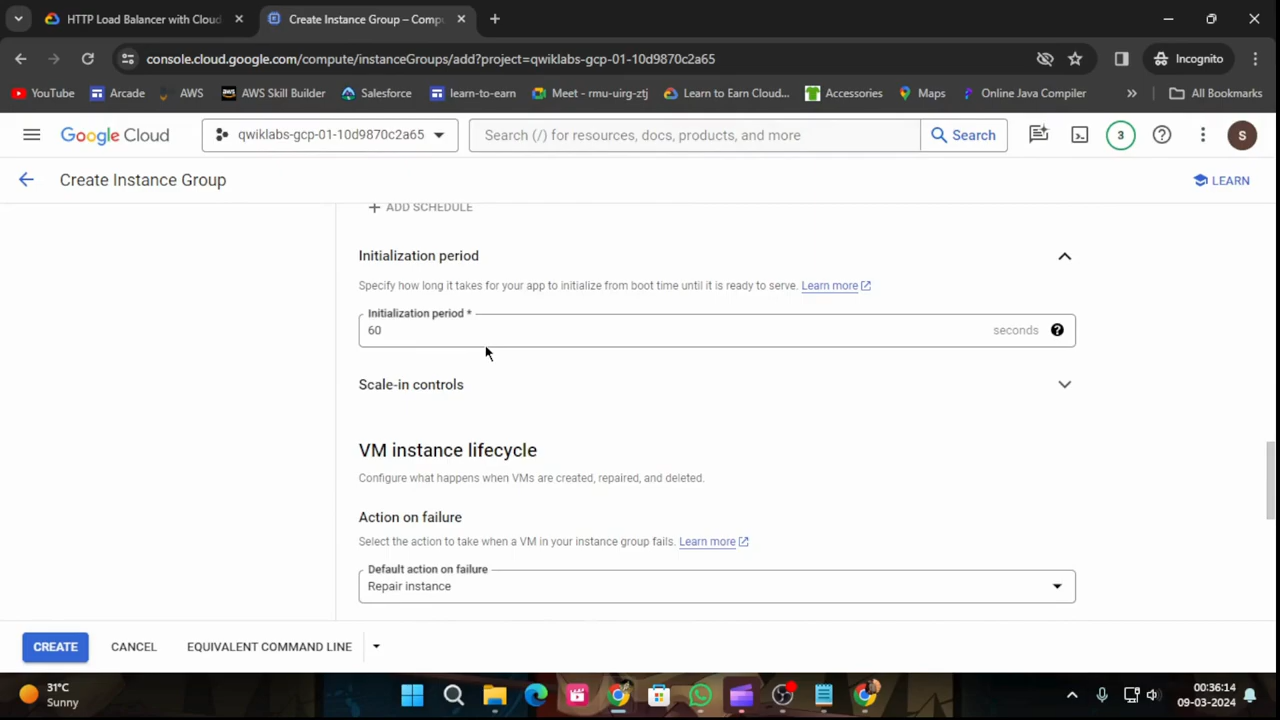 HTTP Load Balancer with Cloud
Create Instance Group – Compu
console.cloud.google.com/compute/instanceGroups/add?project=qwiklabs-gcp-01-10d9870c2a65
Incognito
YouTube
Arcade
AWS
AWS Skill Builder
Salesforce
learn-to-earn
Meet - rmu-uirg-ztj
Learn to Earn Cloud...
Accessories
Maps
Online Java Compiler
»
All Bookmarks
Google Cloud
qwiklabs-gcp-01-10d9870c2a65
Search (/) for resources, docs, products, and more
Search
3
S
Create Instance Group
LEARN
+ ADD SCHEDULE
Initialization period
Specify how long it takes for your app to initialize from boot time until it is ready to serve. Learn more
Initialization period *
60
seconds
Scale-in controls
VM instance lifecycle
Configure what happens when VMs are created, repaired, and deleted.
Action on failure
Select the action to take when a VM in your instance group fails. Learn more
Default action on failure
Repair instance
CREATE
CANCEL
EQUIVALENT COMMAND LINE
31°C
Sunny
00:36:14
09-03-2024